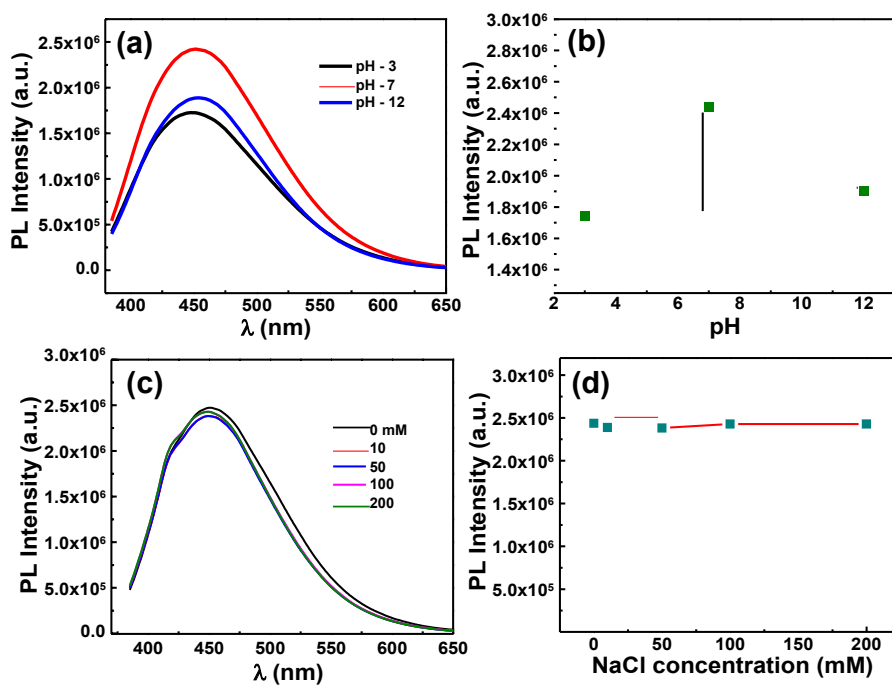 (a)
PL Intensity (a.u.)
2.5x10⁶
2.0x10⁶
1.5x10⁶
1.0x10⁶
5.0x10⁵
0.0
pH - 3
pH - 7
pH - 12
400 450 500 550 600 650
λ (nm)
(b)
PL Intensity (a.u.)
3.0x10⁶
2.8x10⁶
2.6x10⁶
2.4x10⁶
2.2x10⁶
2.0x10⁶
1.8x10⁶
1.6x10⁶
1.4x10⁶
2 4 6 8 10 12
pH
(c)
PL Intensity (a.u.)
3.0x10⁶
2.5x10⁶
2.0x10⁶
1.5x10⁶
1.0x10⁶
5.0x10⁵
0.0
0 mM
10
50
100
200
400 450 500 550 600 650
λ (nm)
(d)
PL Intensity (a.u.)
3.0x10⁶
2.5x10⁶
2.0x10⁶
1.5x10⁶
1.0x10⁶
5.0x10⁵
0 50 100 150 200
NaCl concentration (mM)